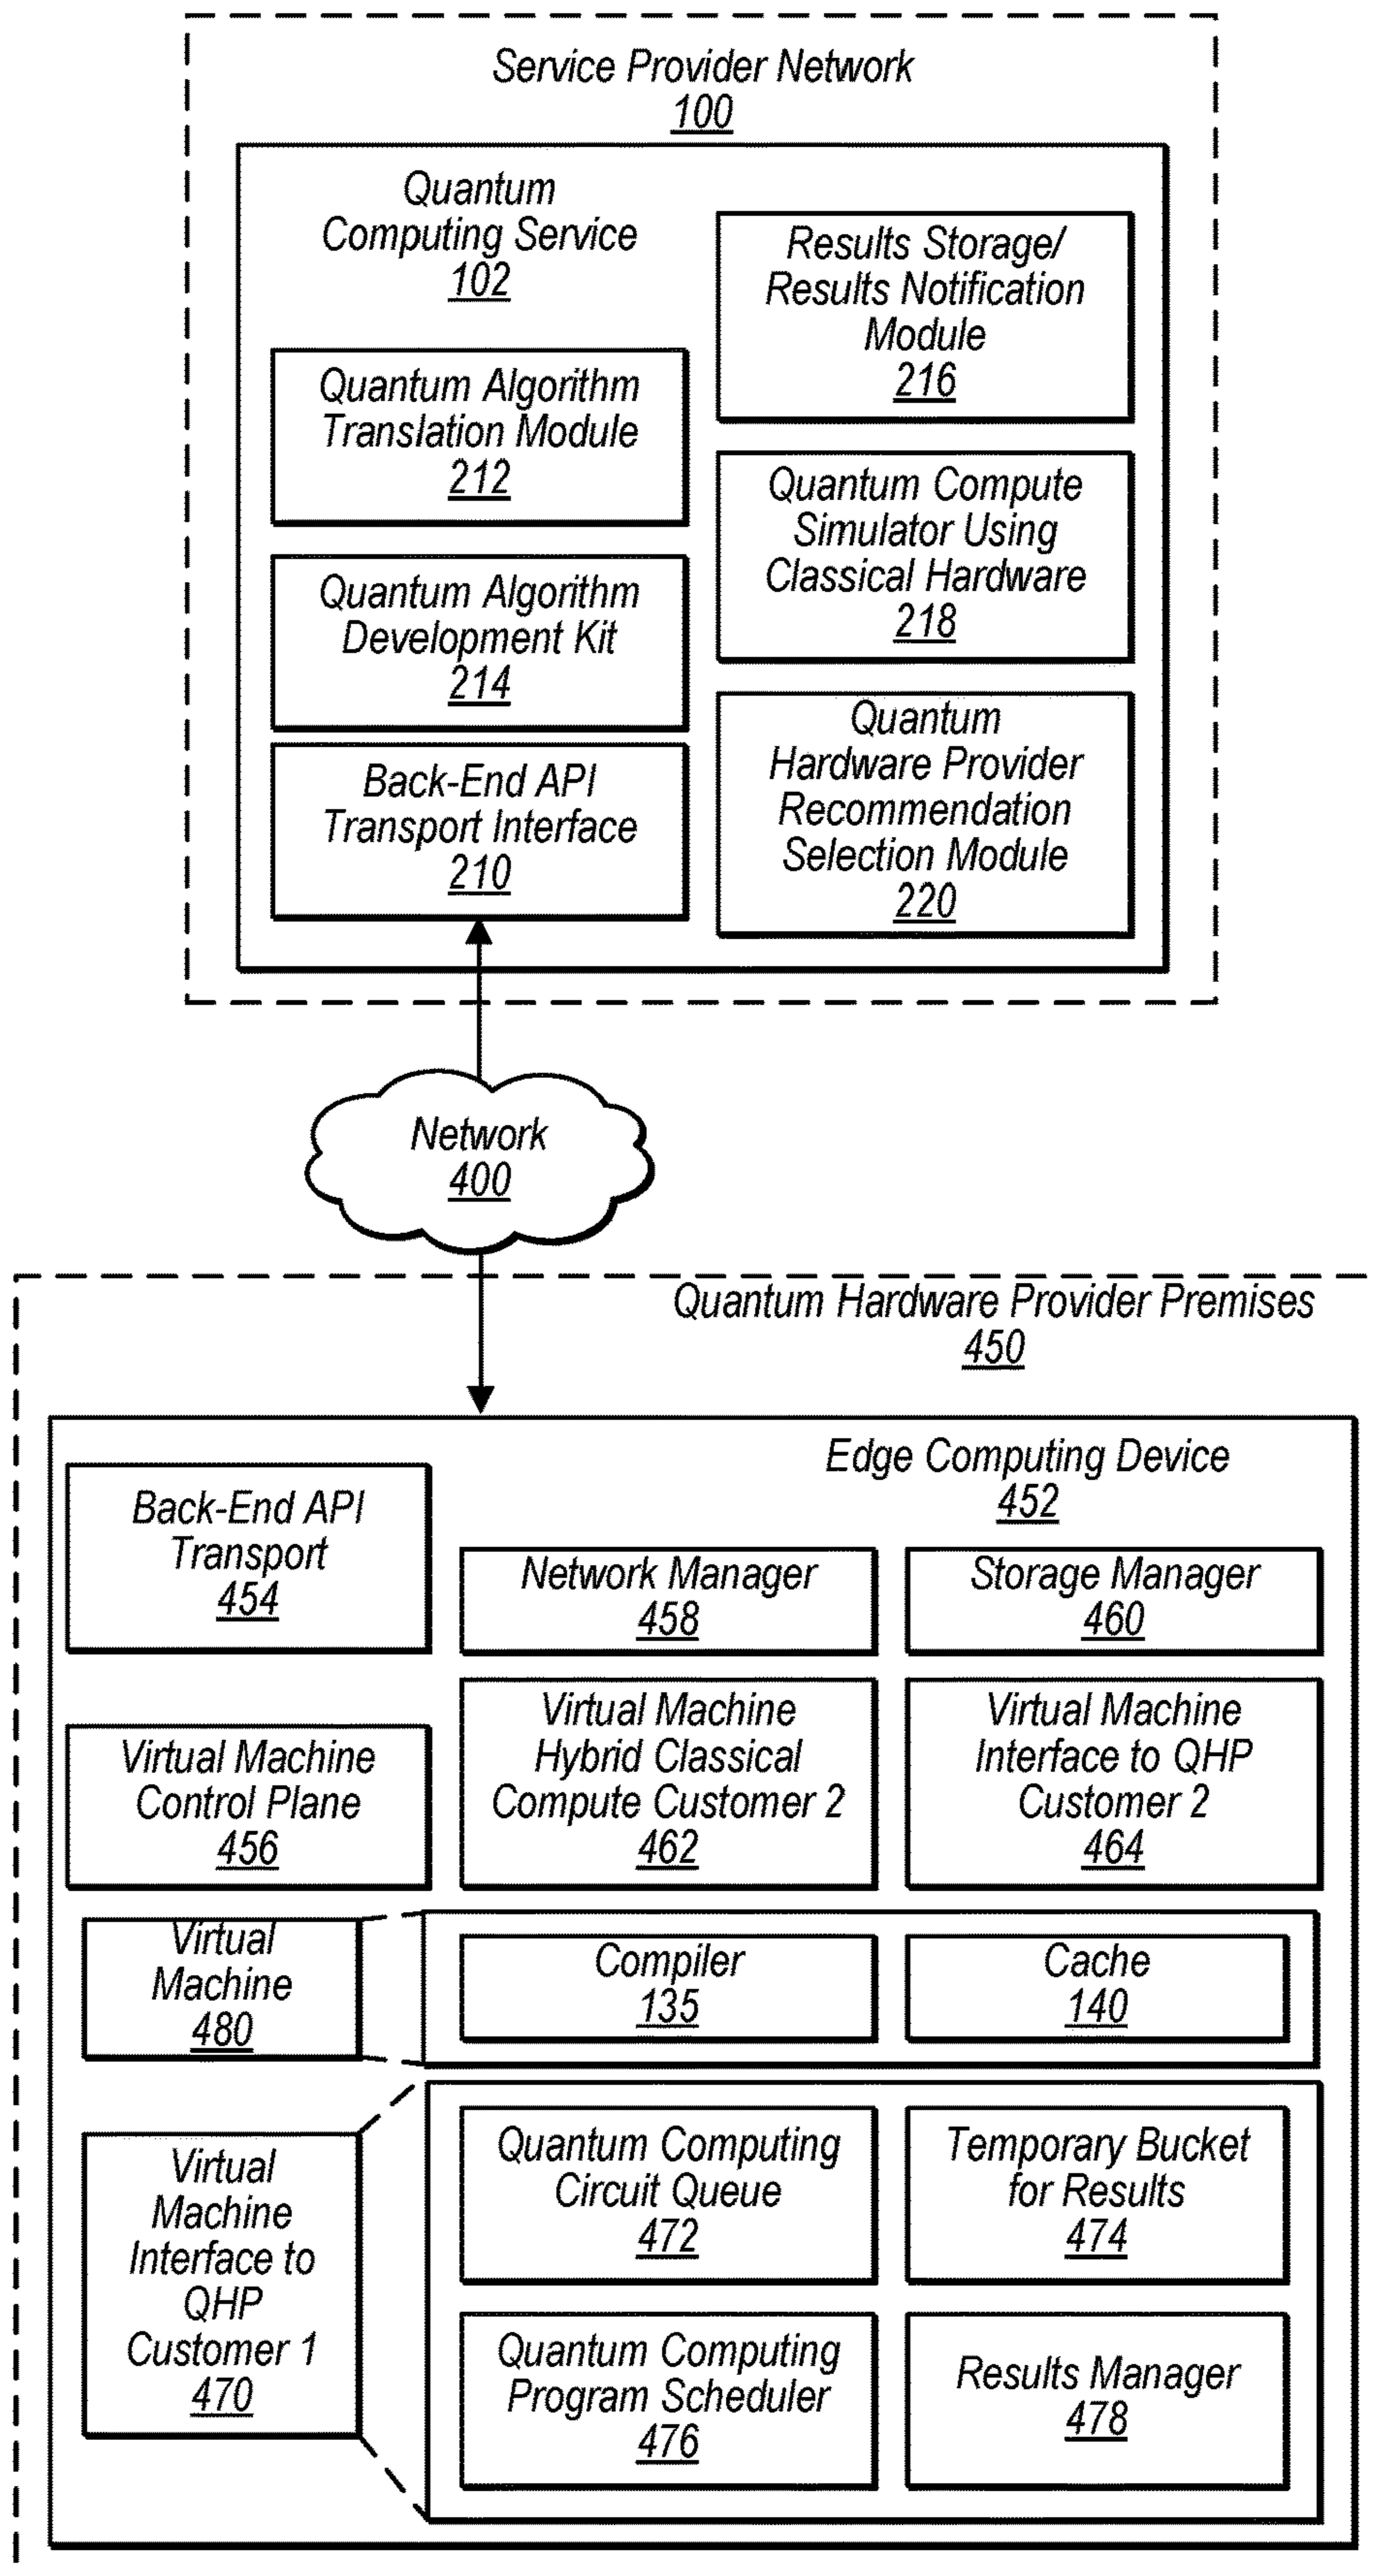 Service Provider Network
100
Quantum
Computing Service
102
Quantum Algorithm
Translation Module
212
Quantum Algorithm
Development Kit
214
Back-End API
Transport Interface
210
Results Storage/
Results Notification
Module
216
Quantum Compute
Simulator Using
Classical Hardware
218
Quantum
Hardware Provider
Recommendation
Selection Module
220
Network
400
Quantum Hardware Provider Premises
450
Edge Computing Device
452
Back-End API
Transport
454
Network Manager
458
Storage Manager
460
Virtual Machine
Control Plane
456
Virtual Machine
Hybrid Classical
Compute Customer 2
462
Virtual Machine
Interface to QHP
Customer 2
464
Virtual
Machine
480
Compiler
135
Cache
140
Virtual
Machine
Interface to
QHP
Customer 1
470
Quantum Computing
Circuit Queue
472
Temporary Bucket
for Results
474
Quantum Computing
Program Scheduler
476
Results Manager
478